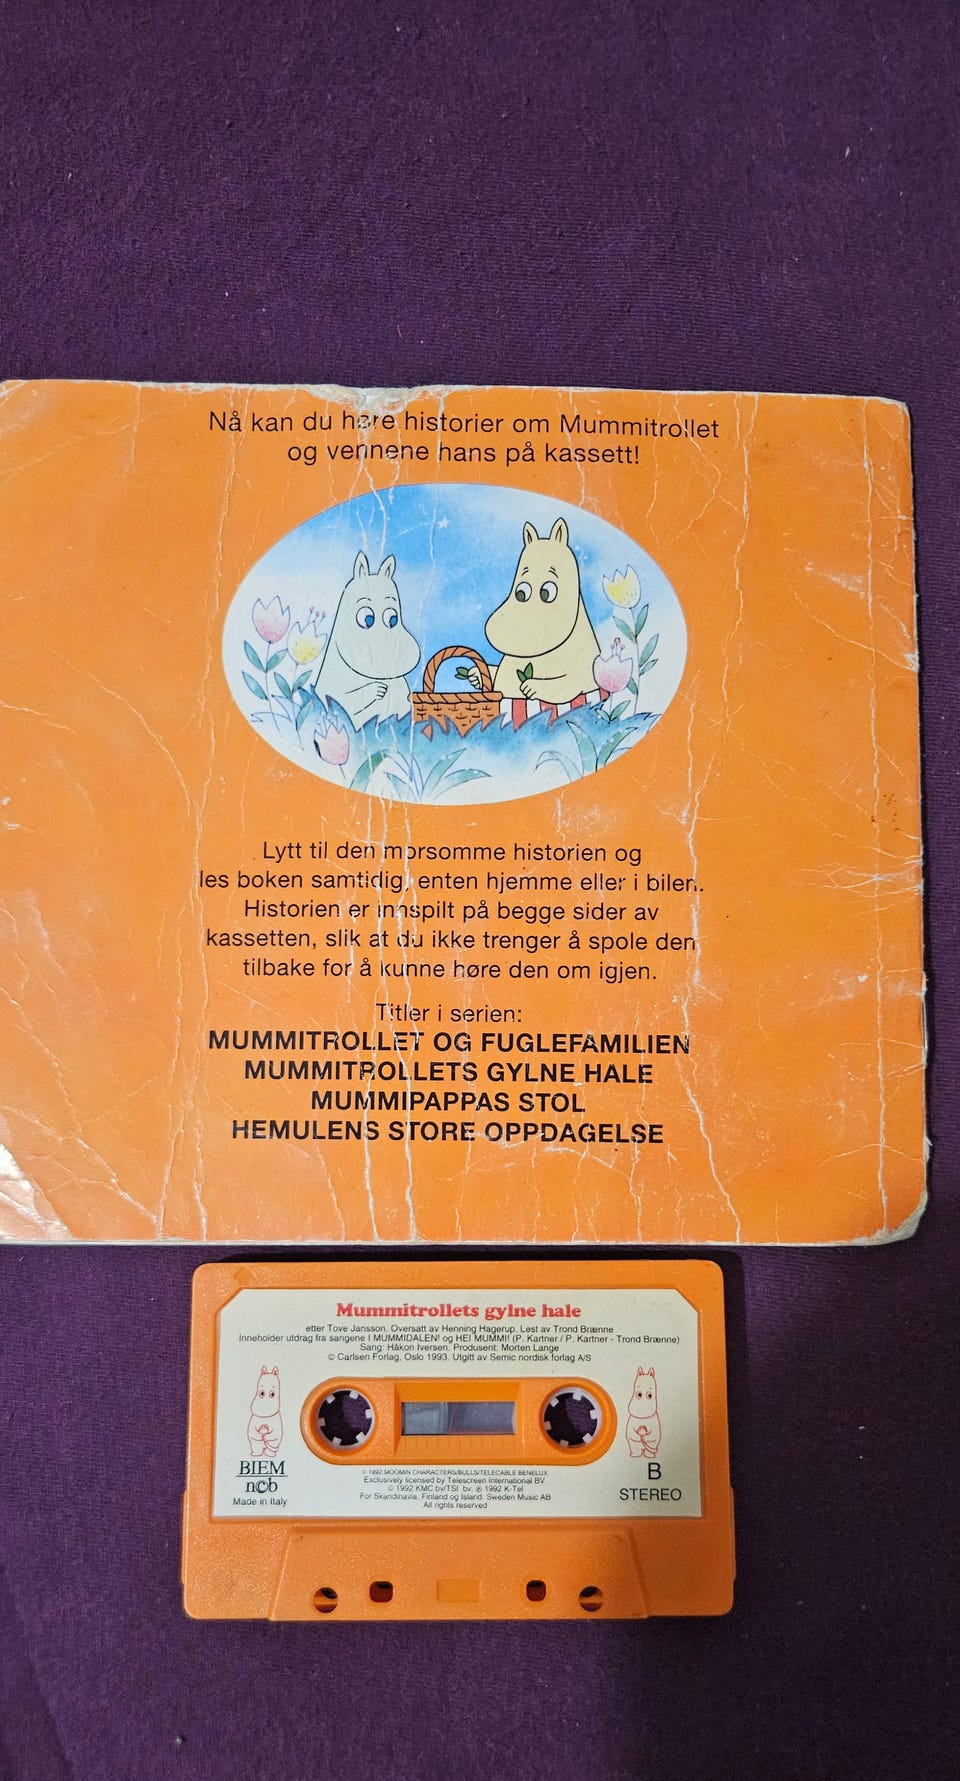 Nå kan du høre historier om Mummitrollet
og vennene hans på kassett!
Lytt til den morsomme historien og
les boken samtidig, enten hjemme eller i bilen.
Historien er innspilt på begge sider av
kassetten, slik at du ikke trenger å spole den
tilbake for å kunne høre den om igjen.
Titler i serien:
MUMMITROLLET OG FUGLEFAMILIEN
MUMMITROLLETS GYLNE HALE
MUMMIPAPPAS STOL
HEMULENS STORE OPPDAGELSE
Mummitrollets gylne hale
etter Tove Jansson. Oversatt av Henning Hagerup. Lest av Trond Brænne
Inneholder utdrag fra sangene I MUMMIDALEN! og HEI MUMMI! (P. Kartner / P. Kartner - Trond Brænne)
Sang: Håkon Iversen. Produsent: Morten Lange
© Carlsen Forlag, Oslo 1993. Utgitt av Semic nordisk forlag A/S
BIEM
ncb
Made in Italy
© 1992 MOOMIN CHARACTERS/BULLS/TELECABLE BENELUX.
Exclusively licensed by Telescreen International BV.
© 1992 KMC bv/TSI bv. ℗ 1992 K-Tel
For Skandinavia, Finland og Island: Sweden Music AB
All rights reserved
B
STEREO